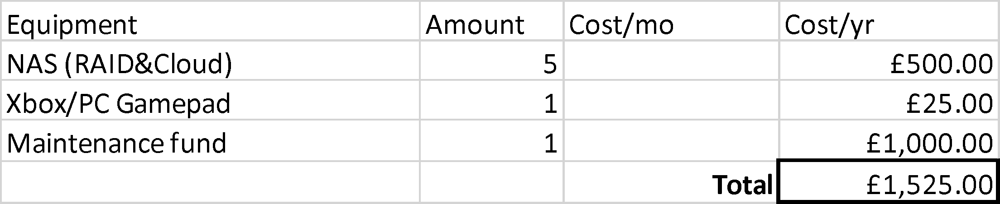 Equipment Amount Cost/mo Cost/yr
NAS (RAID&Cloud) 5 £500.00
Xbox/PC Gamepad 1 £25.00
Maintenance fund 1 £1,000.00
Total £1,525.00